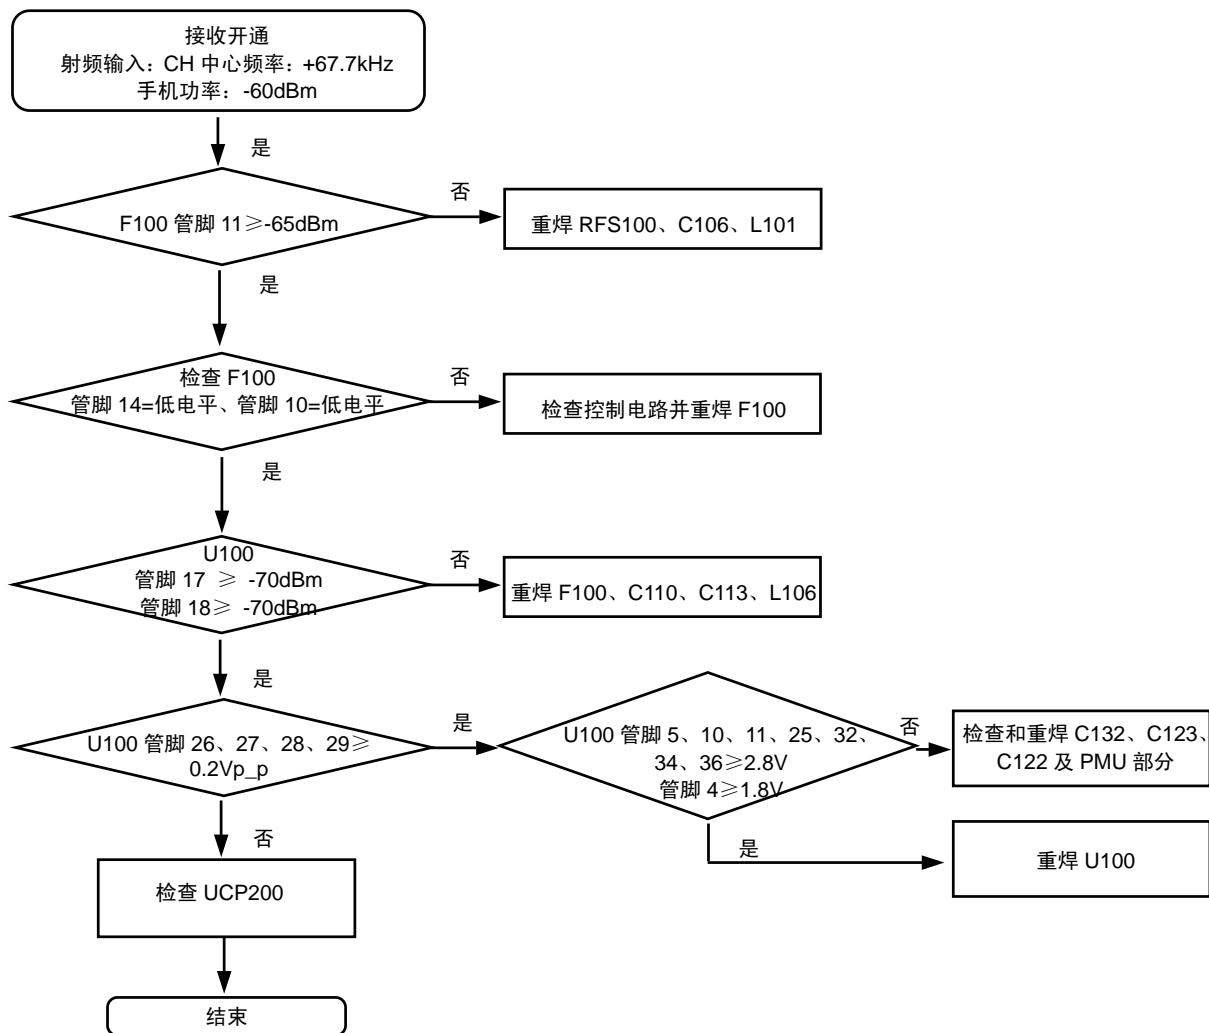 接收开通
射频输入：CH 中心频率：+67.7kHz
手机功率：-60dBm
是
F100 管脚 11≥-65dBm
否
重焊 RFS100、C106、L101
是
检查 F100
管脚 14=低电平、管脚 10=低电平
否
检查控制电路并重焊 F100
是
U100
管脚 17 ≥ -70dBm
管脚 18≥ -70dBm
否
重焊 F100、C110、C113、L106
是
U100 管脚 26、27、28、29≥
0.2Vp_p
是
U100 管脚 5、10、11、25、32、
34、36≥2.8V
管脚 4≥1.8V
否
检查和重焊 C132、C123、
C122 及 PMU 部分
是
重焊 U100
否
检查 UCP200
结束